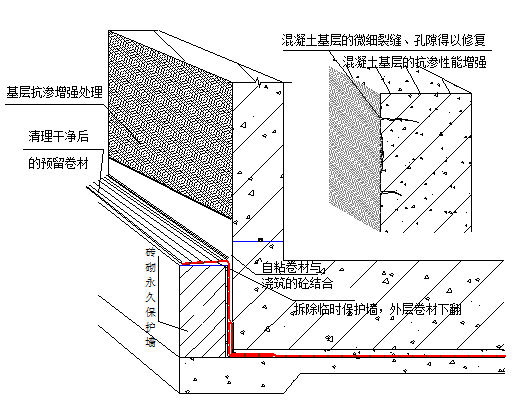 混凝土基层的微细裂缝、孔隙得以修复
混凝土基层的抗渗性能增强
基层抗渗增强处理
清理干净后
的预留卷材
砖砌永久保护墙
自粘卷材与
浇筑的砼结合
拆除临时保护墙，外层卷材下翻